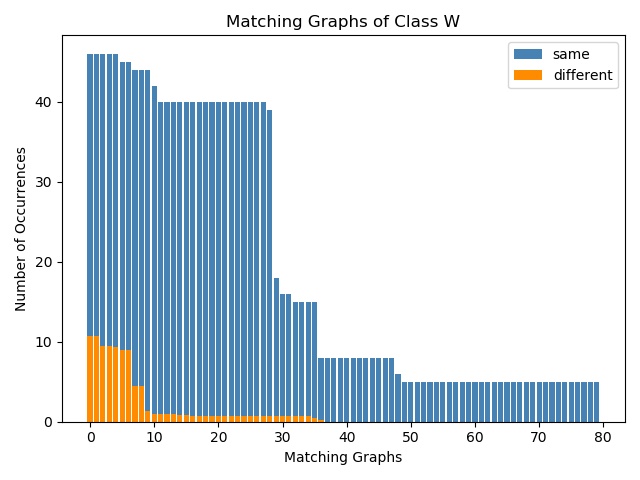 Matching Graphs of Class W
same
different
Number of Occurrences
40
30
20
10
0
0 10 20 30 40 50 60 70 80
Matching Graphs